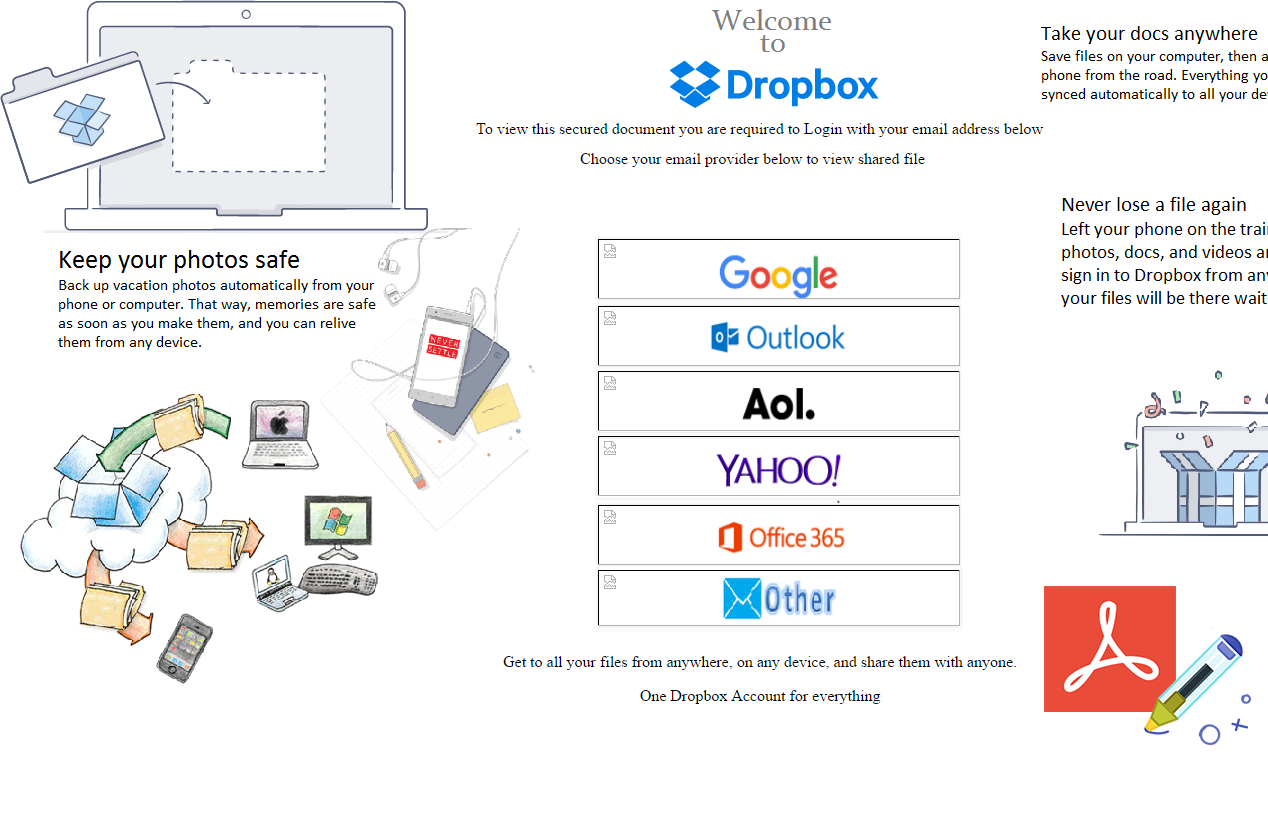 Welcome
to
Dropbox
To view this secured document you are required to Login with your email address below
Choose your email provider below to view shared file
Keep your photos safe
Back up vacation photos automatically from your
phone or computer. That way, memories are safe
as soon as you make them, and you can relive
them from any device.
NEVER
SETTLE
Google
Outlook
Aol.
YAHOO!
Office 365
Other
Get to all your files from anywhere, on any device, and share them with anyone.
One Dropbox Account for everything
Take your docs anywhere
Save files on your computer, then a
phone from the road. Everything yo
synced automatically to all your de
Never lose a file again
Left your phone on the trai
photos, docs, and videos a
sign in to Dropbox from an
your files will be there wait